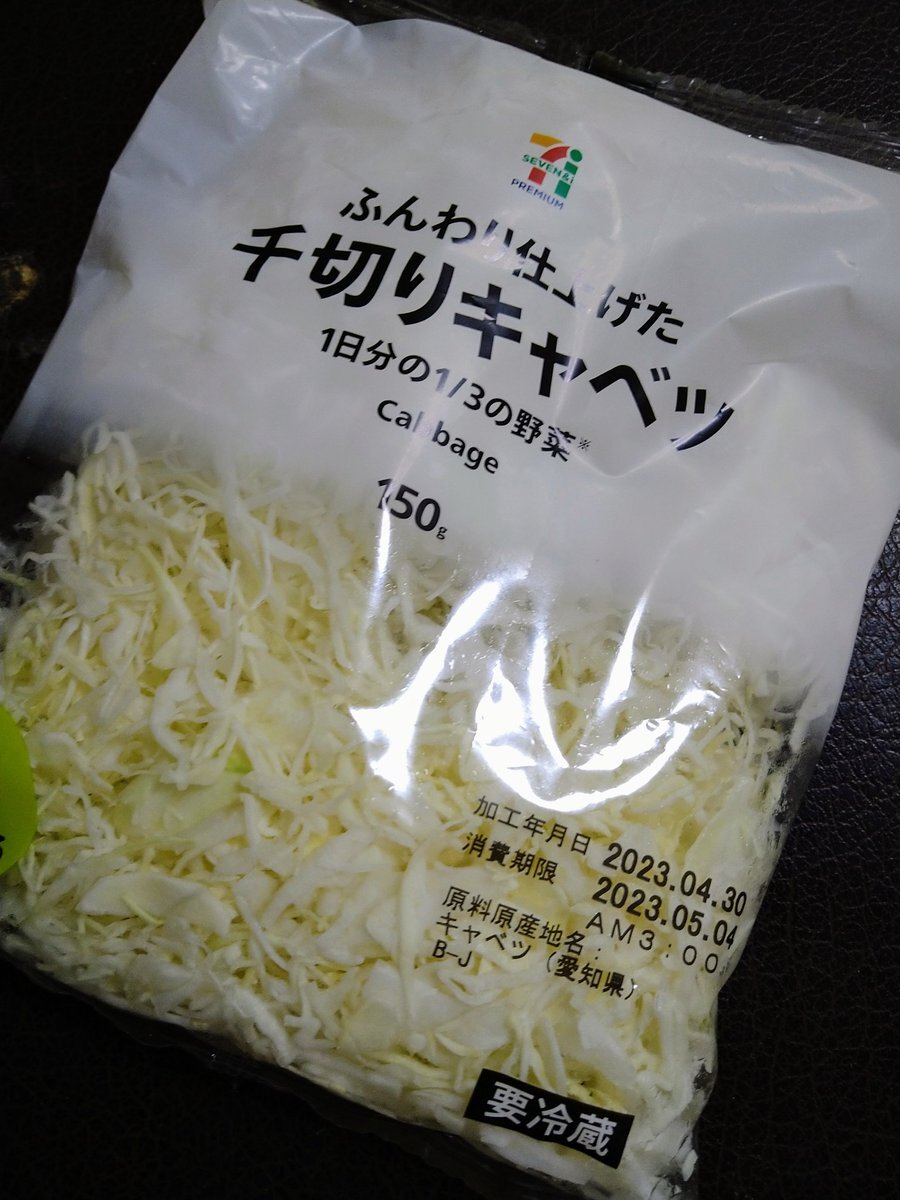 SEVEN&i
PREMIUM
ふんわり仕上げた
千切りキャベツ
1日分の1/3の野菜※
Cabbage
150g
加工年月日 2023.04.30
消費期限 2023.05.04
AM3:00
原料原産地名:
キャベツ（愛知県）
B-J
要冷蔵